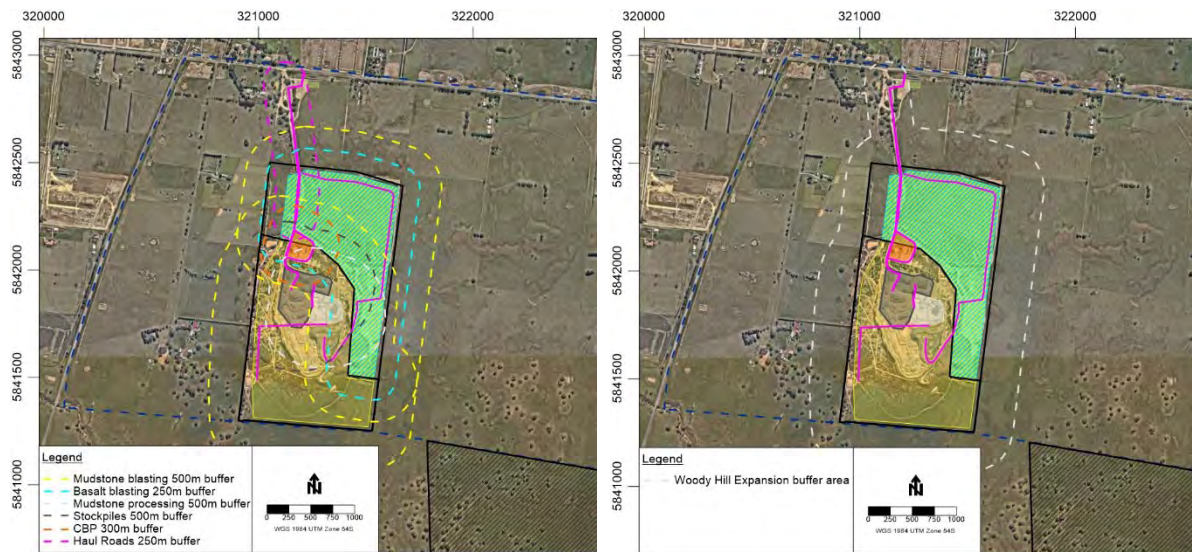 320000 321000 322000
5843000
5842500
5842000
5841500
5841000
Legend
Mudstone blasting 500m buffer
Basalt blasting 250m buffer
Mudstone processing 500m buffer
Stockpiles 500m buffer
CBP 300m buffer
Haul Roads 250m buffer
N
0 250 500 750 1000
WGS 1984 UTM Zone 54S
320000 321000 322000
5843000
5842500
5842000
5841500
5841000
Legend
Woody Hill Expansion buffer area
N
0 250 500 750 1000
WGS 1984 UTM Zone 54S